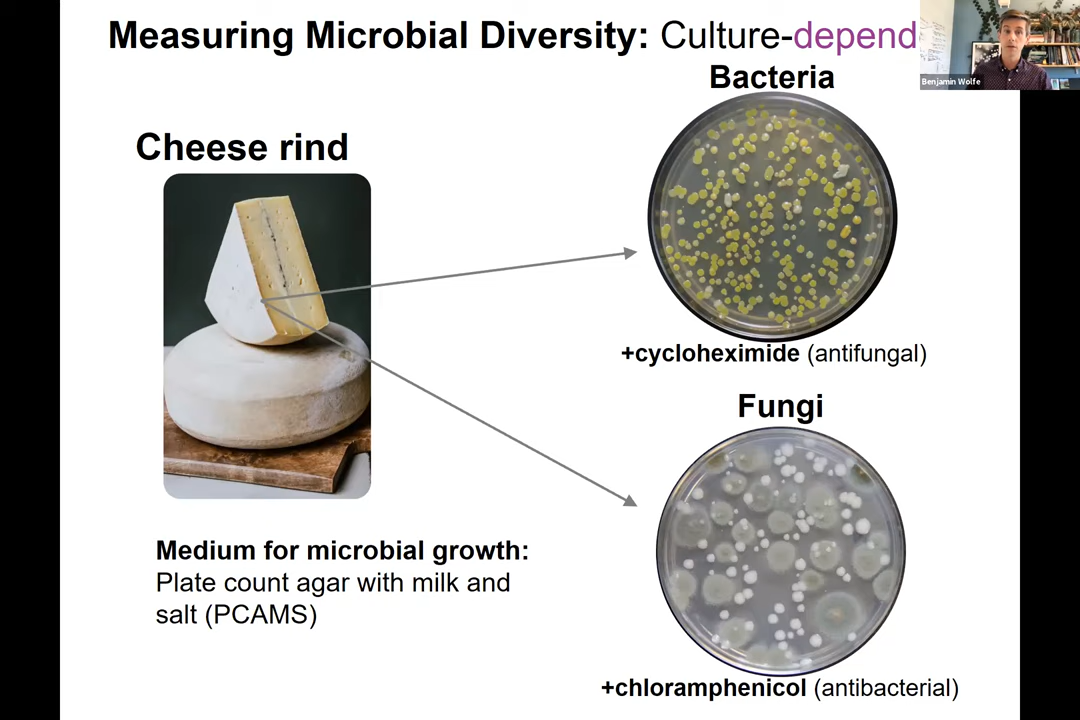 Measuring Microbial Diversity: Culture-depend
Benjamin Wolfe
Bacteria
Cheese rind
+cycloheximide (antifungal)
Fungi
Medium for microbial growth:
Plate count agar with milk and
salt (PCAMS)
+chloramphenicol (antibacterial)